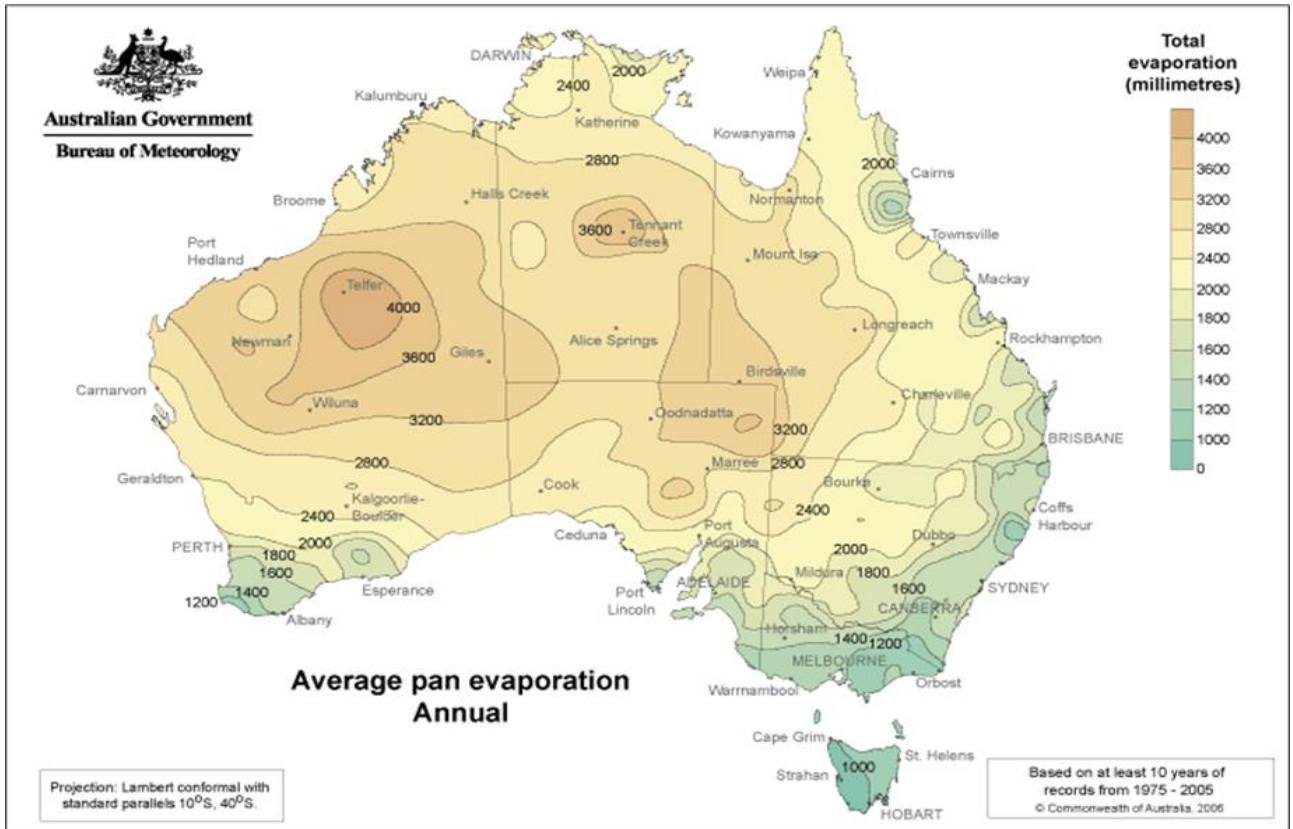 Australian Government
Bureau of Meteorology
Total
evaporation
(millimetres)
4000
3600
3200
2800
2400
2000
1800
1600
1400
1200
1000
0
DARWIN
2000
2400
Weipa
Kalumburu
Katherine
Kowanyama
2800
2000
Cairns
Halls Creek
Normanton
Broome
3600
Tennant
Creek
Townsville
Port
Hedland
Mount Isa
Mackay
Telfer
4000
Longreach
Newman
Alice Springs
Rockhampton
3600
Giles
Birdsville
Carnarvon
Charleville
Wiluna
3200
Oodnadatta
3200
BRISBANE
2800
Marree
2800
Geraldton
Cook
Bourke
Kalgoorlie-
Boulder
2400
2400
Coffs
Harbour
Port
Augusta
Ceduna
2000
Dubbo
PERTH
1800
2000
1600
Mildura
1800
1600
SYDNEY
1400
Esperance
ADELAIDE
Port
Lincoln
CANBERRA
1200
Albany
Horsham
1400
1200
MELBOURNE
Orbost
Warrnambool
Average pan evaporation
Annual
Cape Grim
St. Helens
1000
Strahan
HOBART
Projection: Lambert conformal with
standard parallels 10°S, 40°S.
Based on at least 10 years of
records from 1975 - 2005
© Commonwealth of Australia, 2006